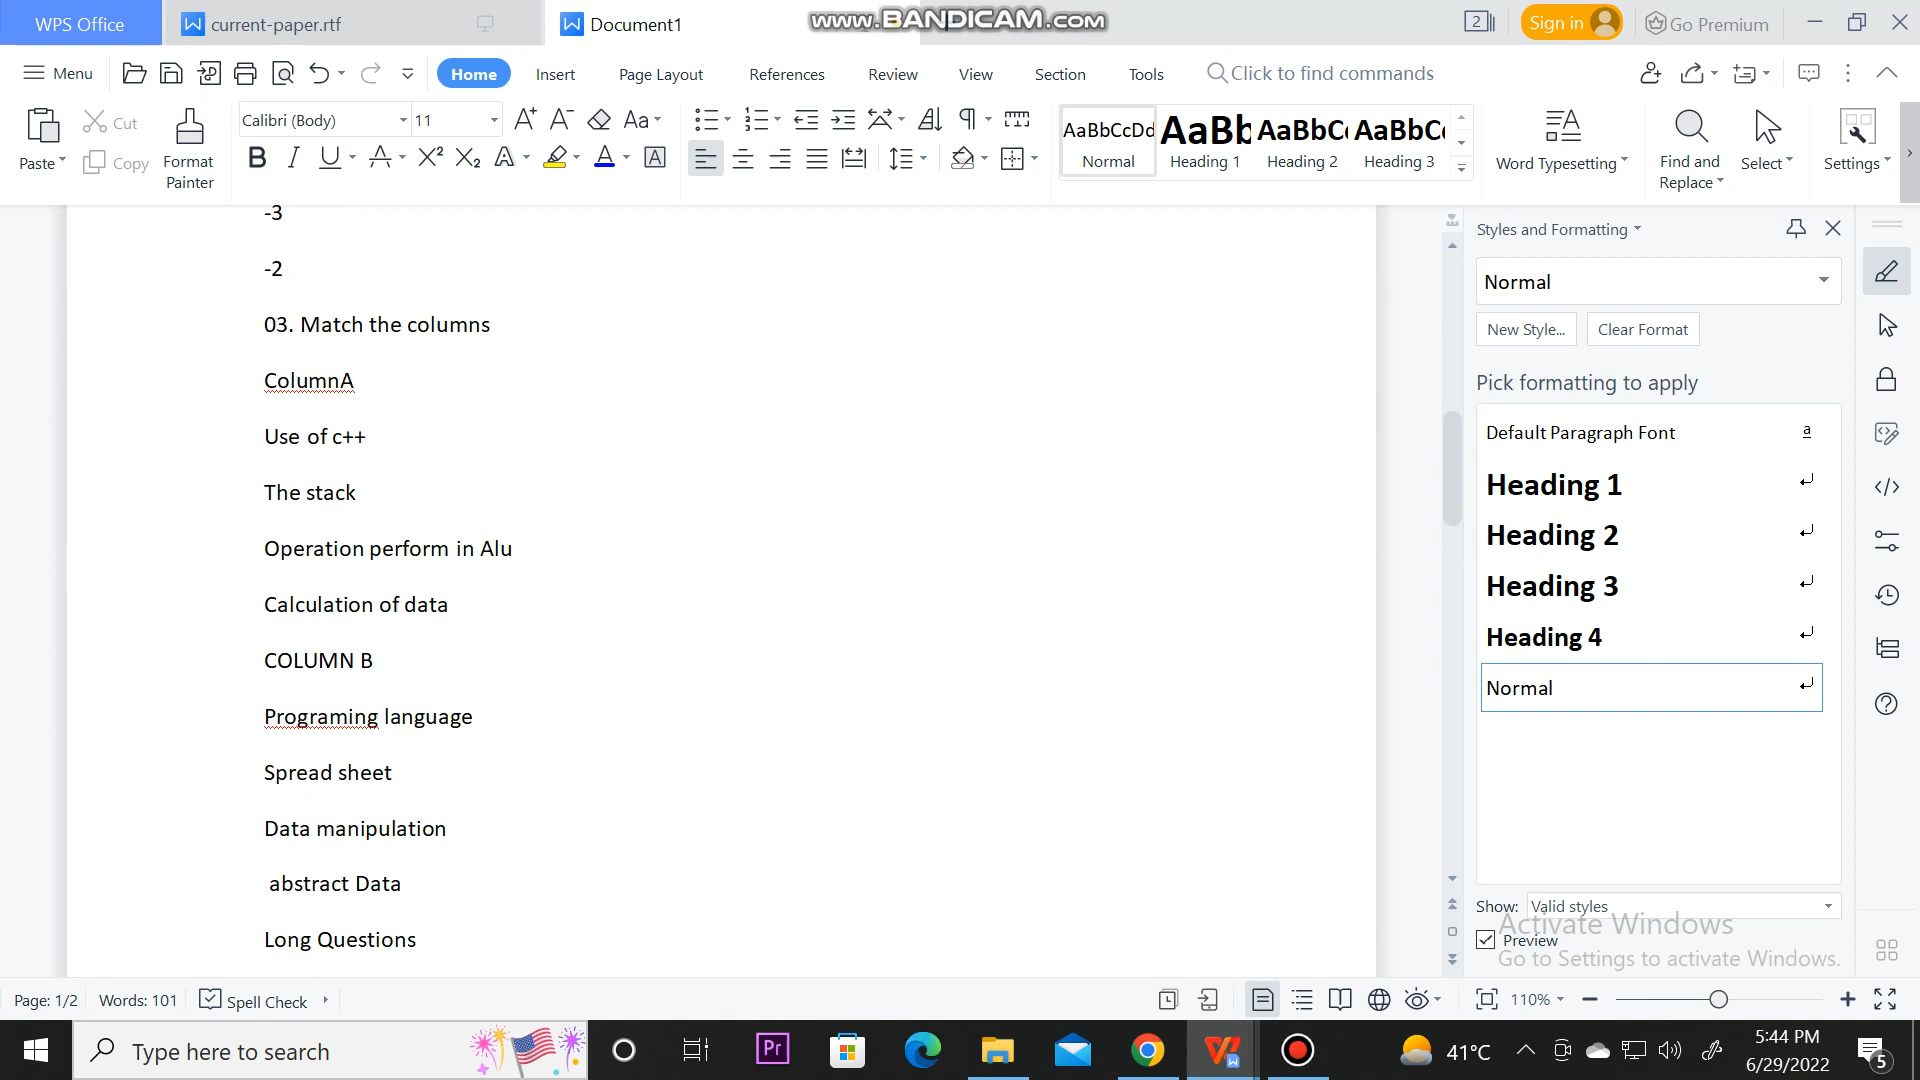 WPS Office
current-paper.rtf
Document1
www.BANDICAM.com
2
Sign in
Go Premium
Menu
Home
Insert
Page Layout
References
Review
View
Section
Tools
Click to find commands
Paste
Cut
Copy
Format
Painter
Calibri (Body)
11
AaBbCcDd
Normal
AaBb
Heading 1
AaBbC
Heading 2
AaBbC
Heading 3
Word Typesetting
Find and
Replace
Select
Settings
-3
-2
03. Match the columns
ColumnA
Use of c++
The stack
Operation perform in Alu
Calculation of data
COLUMN B
Programing language
Spread sheet
Data manipulation
abstract Data
Long Questions
Styles and Formatting
Normal
New Style...
Clear Format
Pick formatting to apply
Default Paragraph Font a
Heading 1
Heading 2
Heading 3
Heading 4
Normal
Show: Valid styles
Preview
Activate Windows
Go to Settings to activate Windows.
Page: 1/2
Words: 101
Spell Check
110%
Type here to search
Pr
41°C
5:44 PM
6/29/2022
5